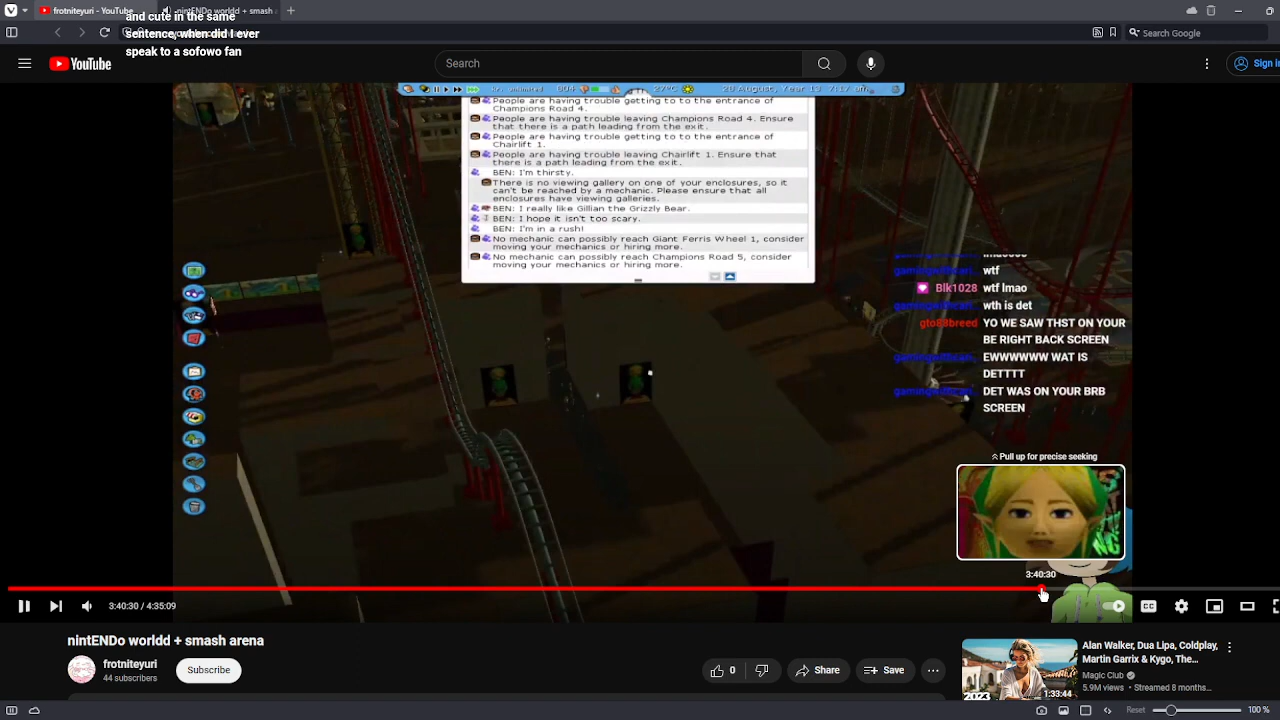 frotniteyuri - YouTube
nintENDo worldd + smash
and cute in the same
sentence when did i ever
speak to a sofowo fan
Search Google
YouTube
Search
Sign in
28 August, Year 13
27°C
People are having trouble getting to to the entrance of
Champions Road 4.
People are having trouble leaving Champions Road 4. Ensure
that there is a path leading from the exit.
People are having trouble getting to to the entrance of
Chairlift 1.
People are having trouble leaving Chairlift 1. Ensure that
there is a path leading from the exit.
BEN: I'm thirsty.
There is no viewing gallery on one of your enclosures, so it
can't be reached by a mechanic. Please ensure that all
enclosures have viewing galleries.
BEN: I really like Gillian the Grizzly Bear.
BEN: I hope it isn't too scary.
BEN: I'm in a rush!
No mechanic can possibly reach Giant Ferris Wheel 1, consider
moving your mechanics or hiring more.
No mechanic can possibly reach Champions Road 5, consider
moving your mechanics or hiring more.
wtf
Blk1028 wtf lmao
wth is det
gto88breed YO WE SAW THST ON YOUR
BE RIGHT BACK SCREEN
EWWWWWW WAT IS
DETTTT
DET WAS ON YOUR BRB
SCREEN
Pull up for precise seeking
3:40:30
3:40:30 / 4:35:09
nintENDo worldd + smash arena
frotniteyuri
44 subscribers
Subscribe
0
Share
Save
Alan Walker, Dua Lipa, Coldplay,
Martin Garrix & Kygo, The...
Magic Club
5.9M views • Streamed 8 months...
2023
1:33:44
Reset
100 %